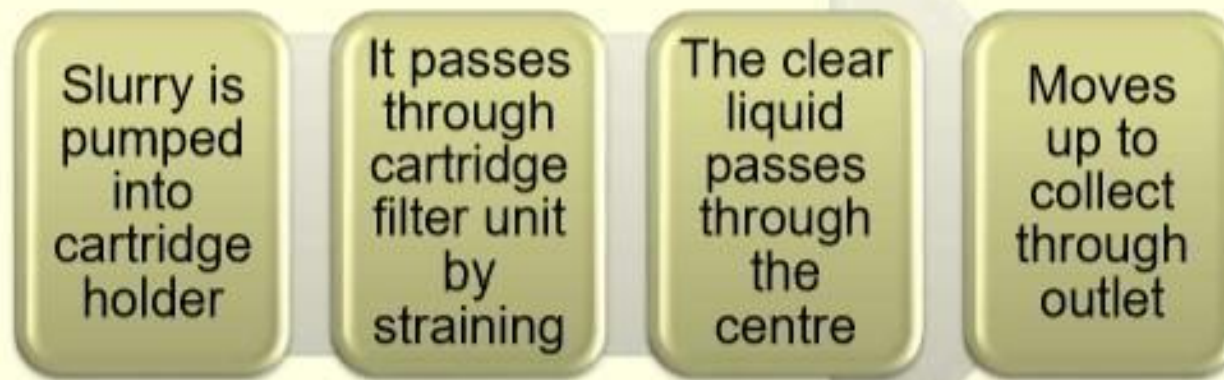 Slurry is
pumped
into
cartridge
holder
It passes
through
cartridge
filter unit
by
straining
The clear
liquid
passes
through
the
centre
Moves
up to
collect
through
outlet